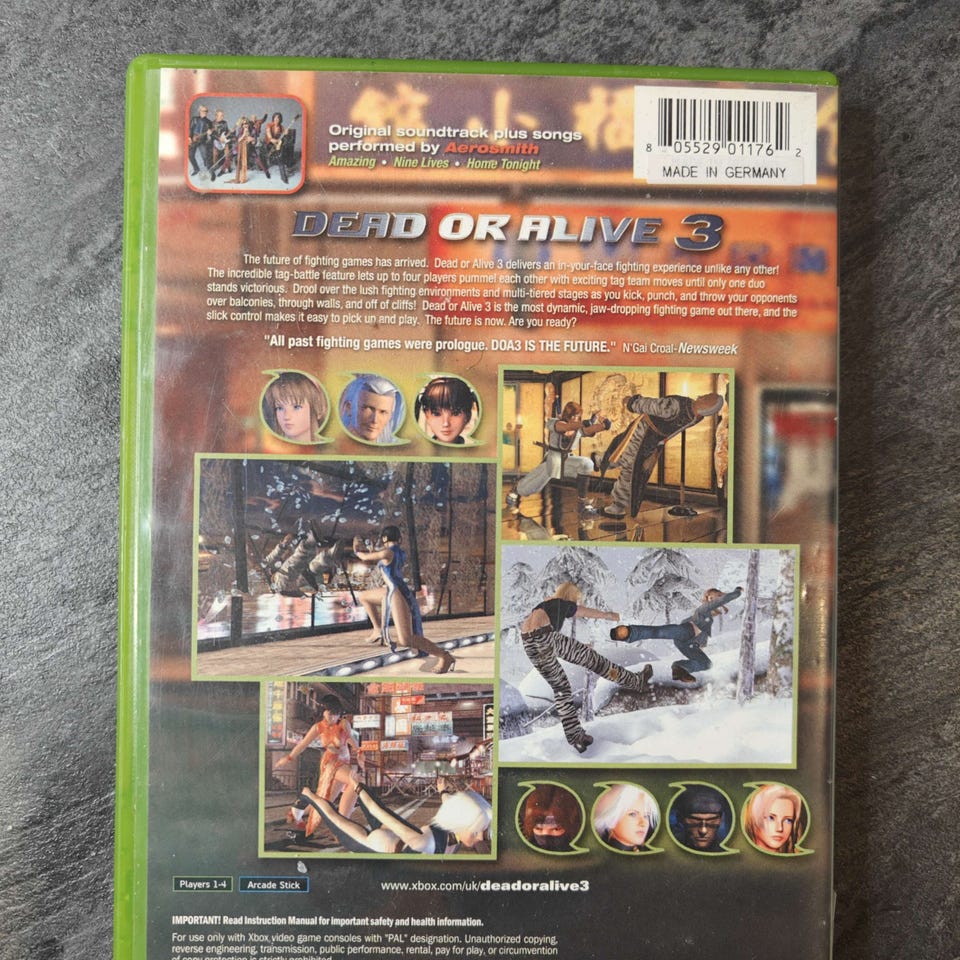 Original soundtrack plus songs
performed by Aerosmith
Amazing • Nine Lives • Home Tonight
8 05529 01176 2
MADE IN GERMANY
DEAD OR ALIVE 3
The future of fighting games has arrived. Dead or Alive 3 delivers an in-your-face fighting experience unlike any other!
The incredible tag-battle feature lets up to four players pummel each other with exciting tag team moves until only one duo
stands victorious. Drool over the lush fighting environments and multi-tiered stages as you kick, punch, and throw your opponents
over balconies, through walls, and off of cliffs! Dead or Alive 3 is the most dynamic, jaw-dropping fighting game out there, and the
slick control makes it easy to pick up and play. The future is now. Are you ready?
"All past fighting games were prologue. DOA3 IS THE FUTURE." N'Gai Croal-Newsweek
Players 1-4
Arcade Stick
www.xbox.com/uk/deadoralive3
IMPORTANT! Read Instruction Manual for important safety and health information.
For use only with Xbox video game consoles with "PAL" designation. Unauthorized copying,
reverse engineering, transmission, public performance, rental, pay for play, or circumvention
of copy protection is strictly prohibited.